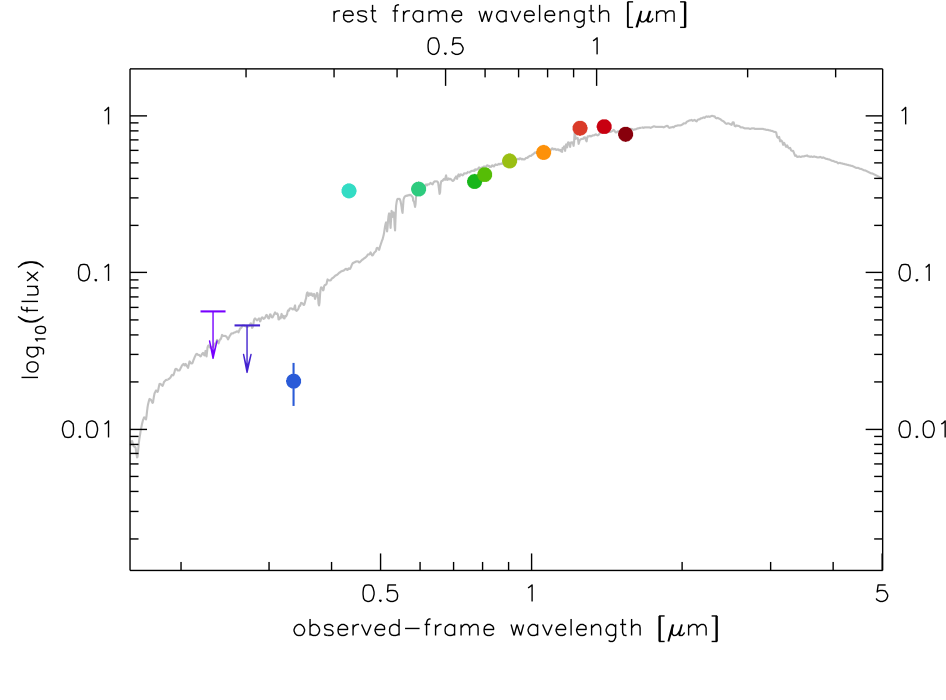 rest frame wavelength [μm]
0.5 1
1 1
0.1 0.1
0.01 0.01
log₁₀(flux)
0.5 1 5
observed-frame wavelength [μm]